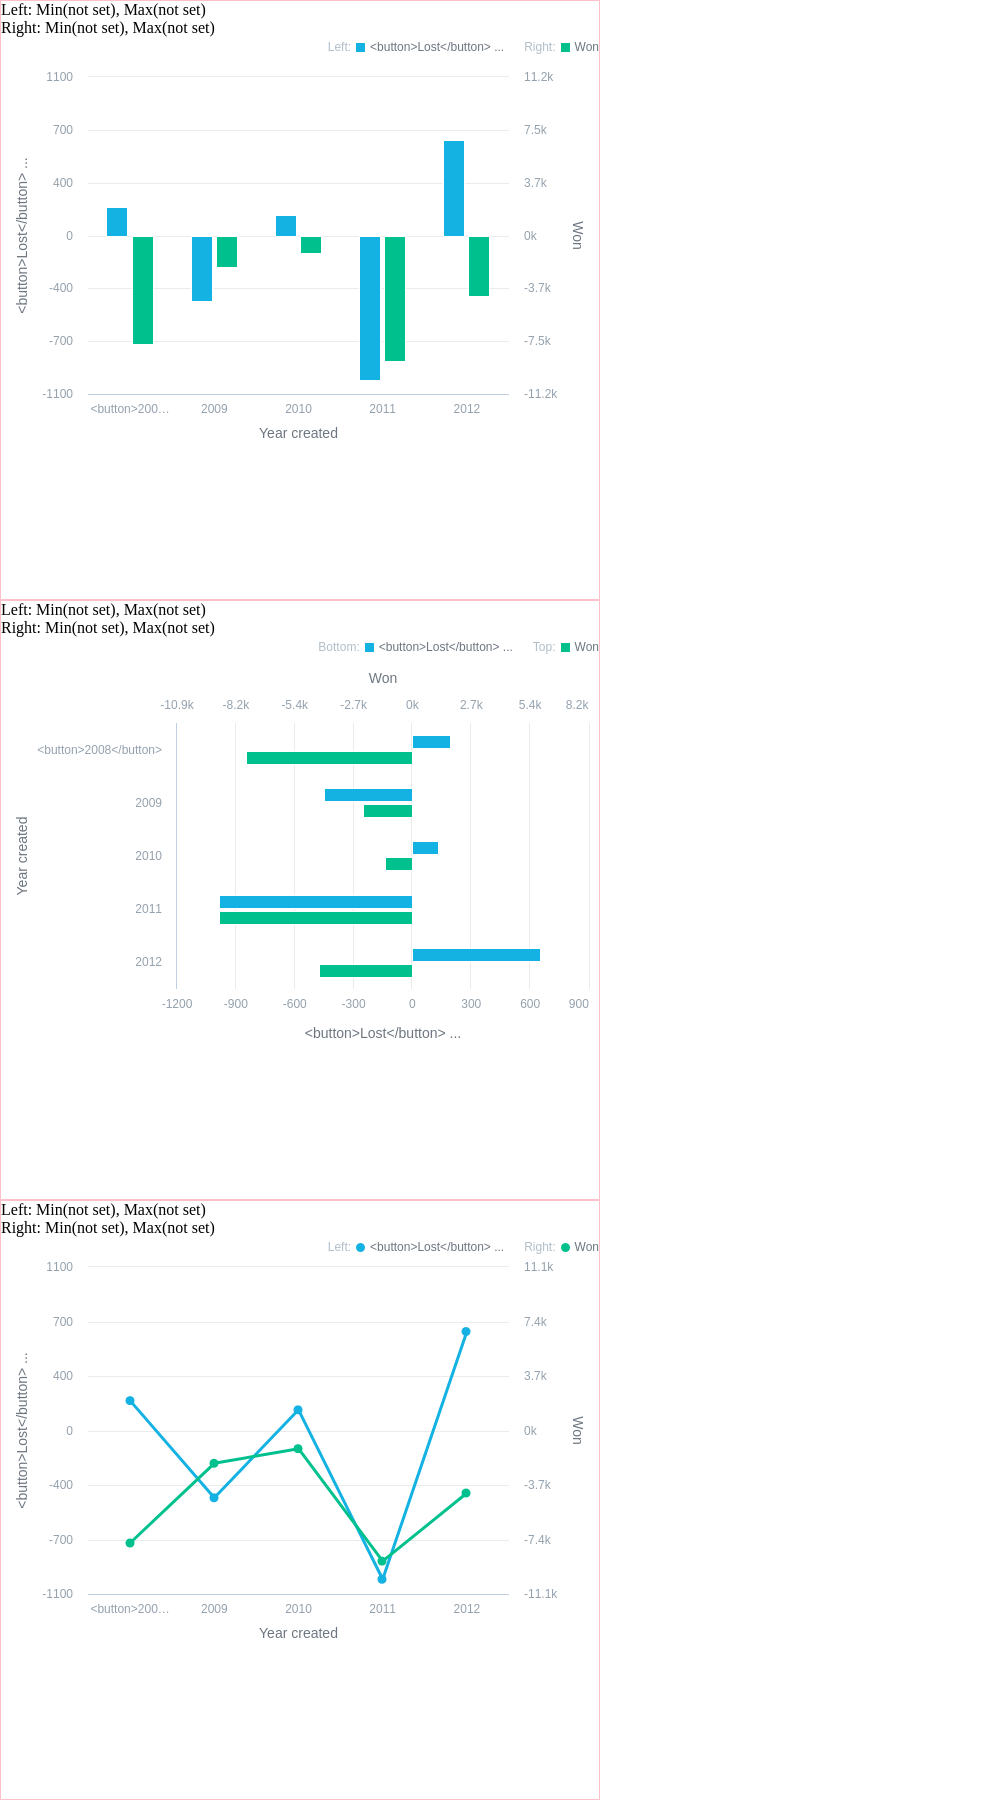 Left: Min(not set), Max(not set)
Right: Min(not set), Max(not set)
Left: <button>Lost</button> ... Right: Won
1100 11.2k
700 7.5k
400 3.7k
0 0k
-400 -3.7k
-700 -7.5k
-1100 -11.2k
<button>Lost</button> ...
Won
<button>200… 2009 2010 2011 2012
Year created
Left: Min(not set), Max(not set)
Right: Min(not set), Max(not set)
Bottom: <button>Lost</button> ... Top: Won
Won
-10.9k -8.2k -5.4k -2.7k 0k 2.7k 5.4k 8.2k
<button>2008</button>
2009
2010
2011
2012
Year created
-1200 -900 -600 -300 0 300 600 900
<button>Lost</button> ...
Left: Min(not set), Max(not set)
Right: Min(not set), Max(not set)
Left: <button>Lost</button> ... Right: Won
1100 11.1k
700 7.4k
400 3.7k
0 0k
-400 -3.7k
-700 -7.4k
-1100 -11.1k
<button>Lost</button> ...
Won
<button>200… 2009 2010 2011 2012
Year created